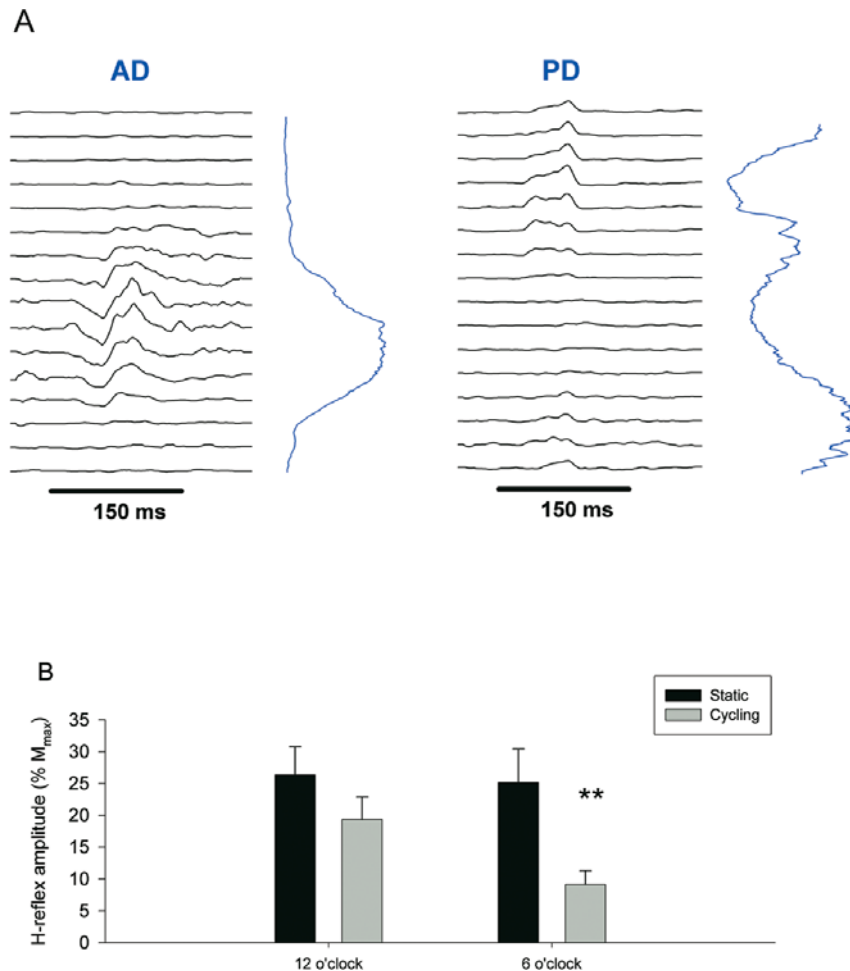 A
AD PD
150 ms 150 ms
B
Static
Cycling
H-reflex amplitude (% Mmax)
35
30
25
20
15
10
5
0
**
12 o'clock 6 o'clock